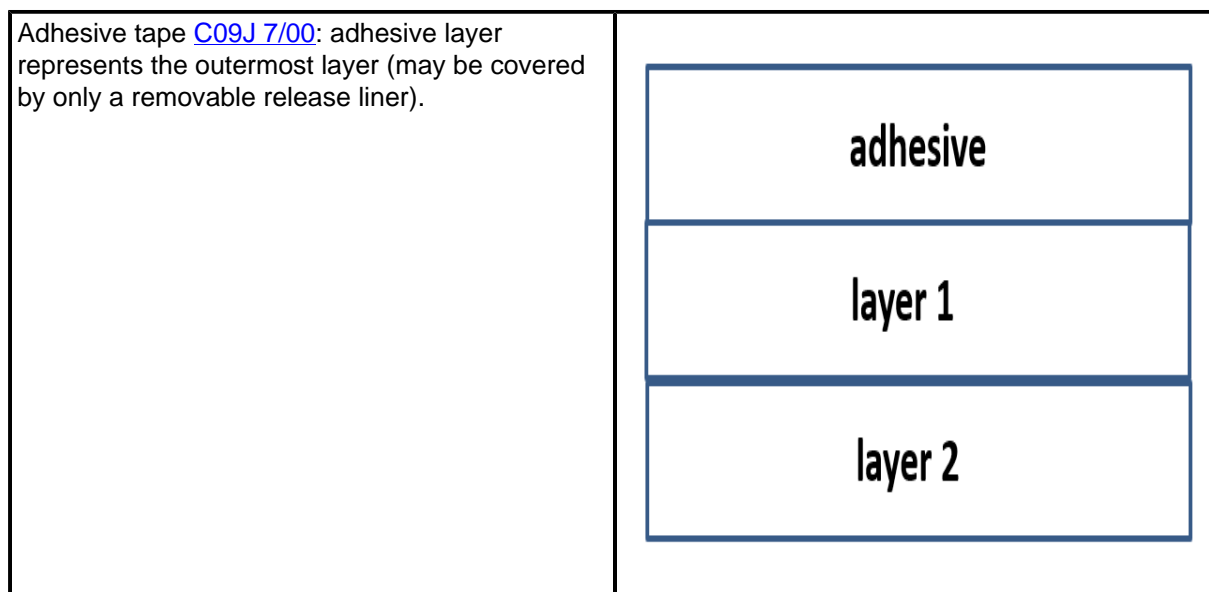 Adhesive tape C09J 7/00: adhesive layer
represents the outermost layer (may be covered
by only a removable release liner).
adhesive
layer 1
layer 2